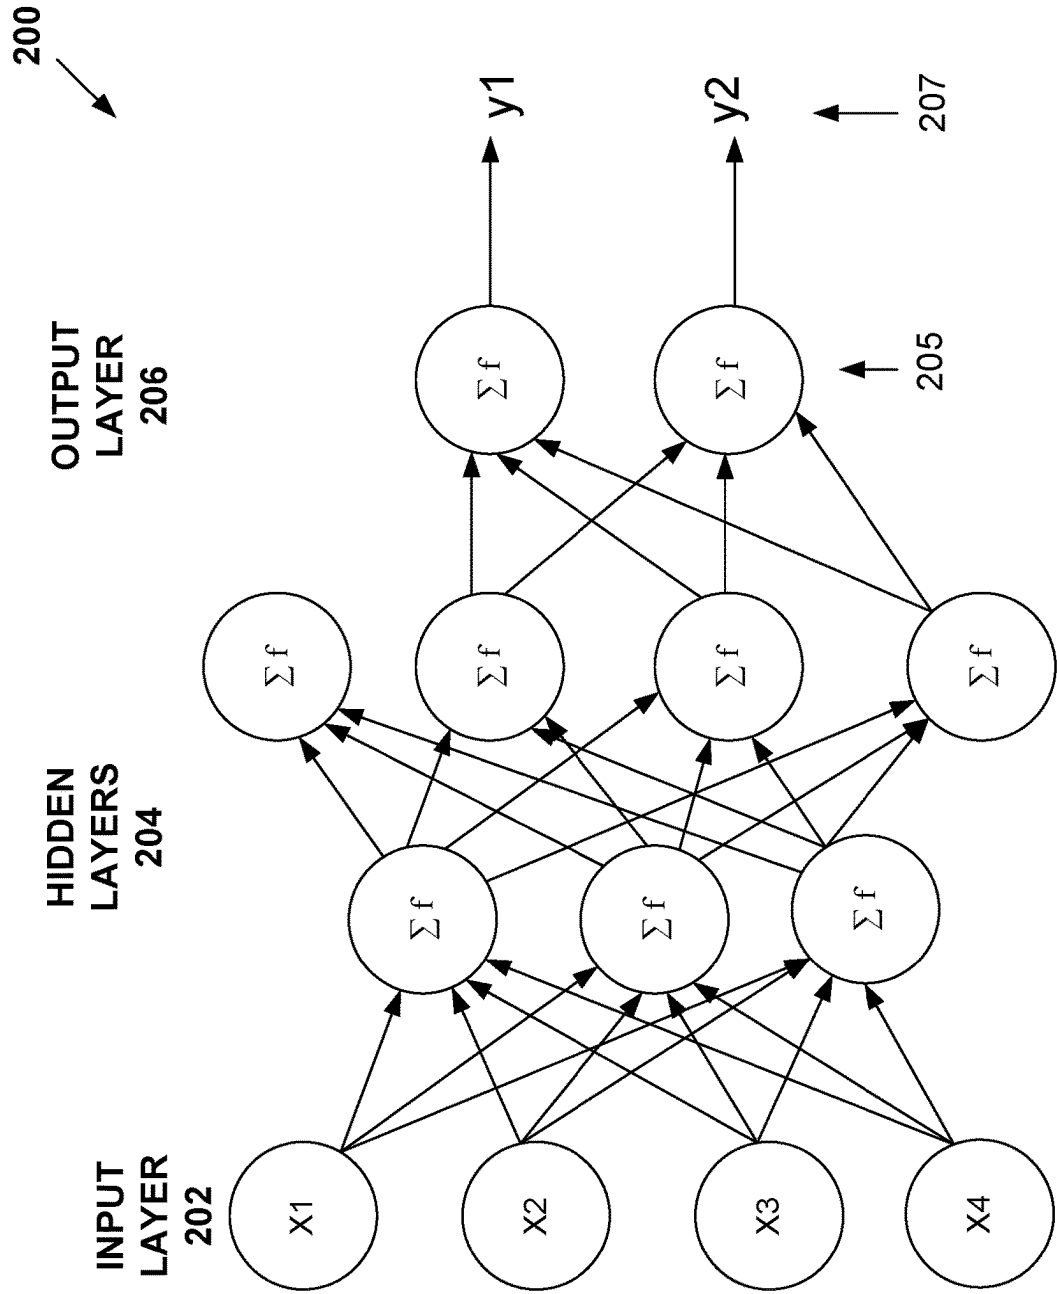 200
INPUT
LAYER
202
HIDDEN
LAYERS
204
OUTPUT
LAYER
206
X1
X2
X3
X4
Σ f
Σ f
Σ f
Σ f
Σ f
Σ f
Σ f
Σ f
Σ f
y1
y2
205
207